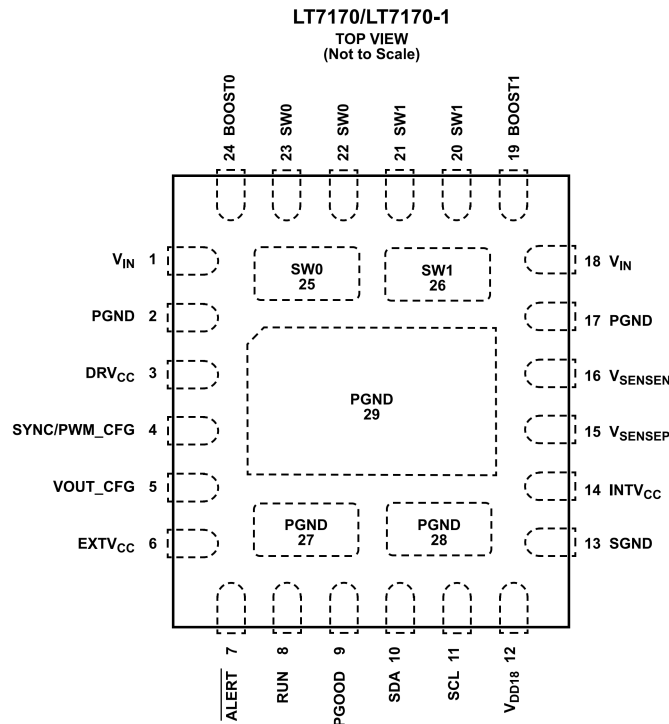 LT7170/LT7170-1
TOP VIEW
(Not to Scale)
24 BOOST0
23 SW0
22 SW0
21 SW1
20 SW1
19 BOOST1
VIN 1
PGND 2
DRVCC 3
SYNC/PWM_CFG 4
VOUT_CFG 5
EXTVCC 6
SW0
25
SW1
26
PGND
29
PGND
27
PGND
28
18 VIN
17 PGND
16 VSENSEN
15 VSENSEP
14 INTVCC
13 SGND
ALERT 7
RUN 8
PGOOD 9
SDA 10
SCL 11
VDD18 12